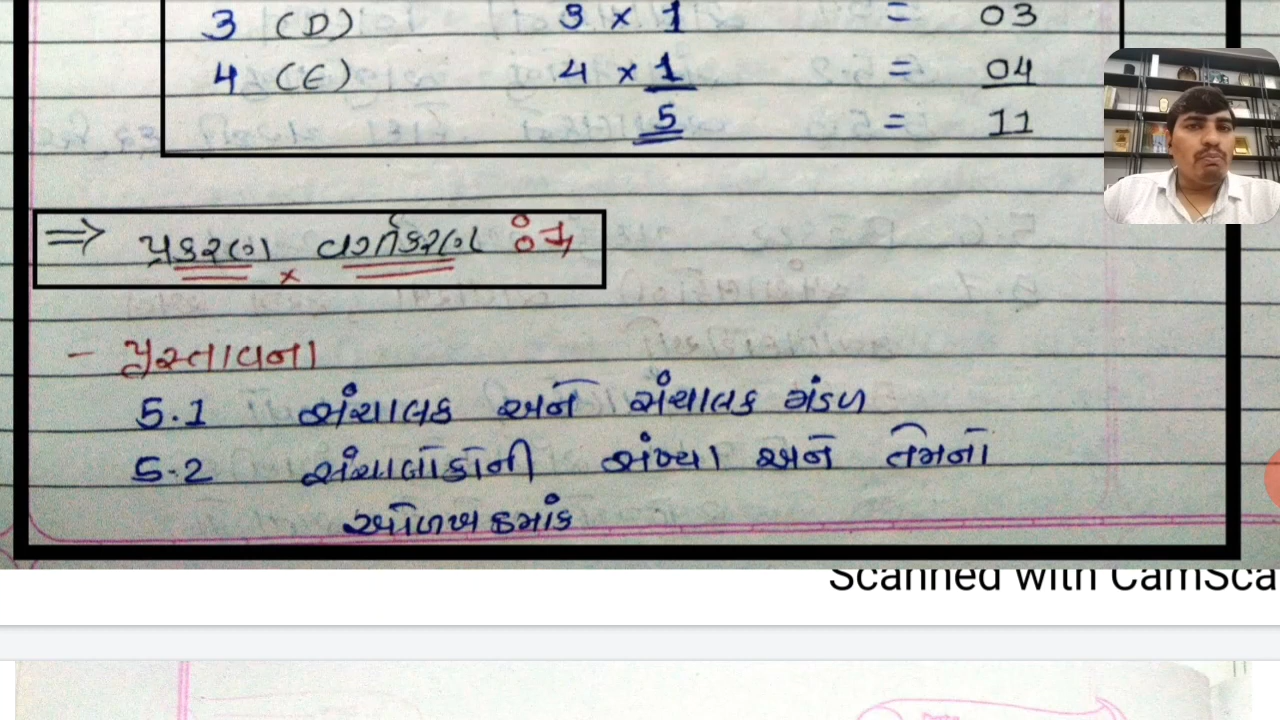 3 (D) 3 × 1 = 03
4 (E) 4 × 1 = 04
5 = 11
⇒ પ્રકરણ વર્ગીકરણ :-
- પ્રસ્તાવના
5.1 સંચાલક અને સંચાલક મંડળ
5.2 સંચાલોકોની સંખ્યા અને તેમનો
ઓળખ ક્રમાંક
Scanned with CamSca